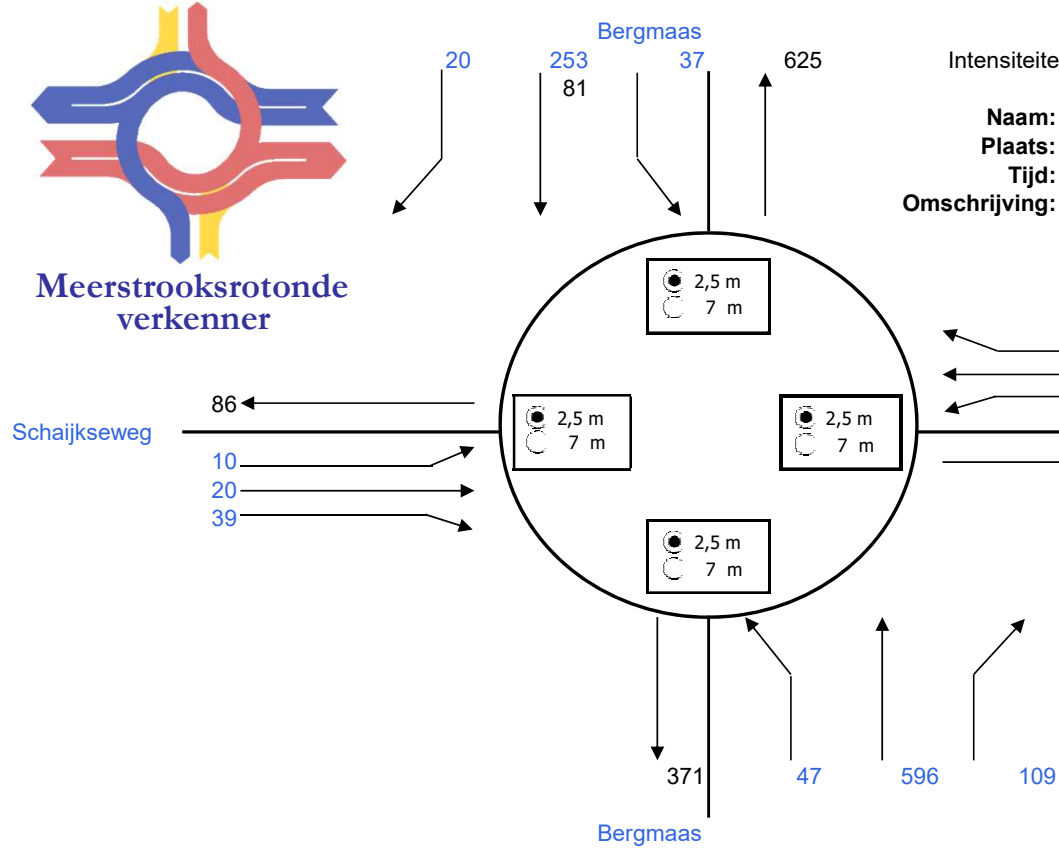 Bergmaas
20 253 37 625 Intensiteite
81
Naam:
Plaats:
Tijd:
Omschrijving:
Meerstrooksrotonde
verkenner
2,5 m
7 m
86
Schaijkseweg
2,5 m
7 m
2,5 m
7 m
10
20
39
2,5 m
7 m
371 47 596 109
Bergmaas